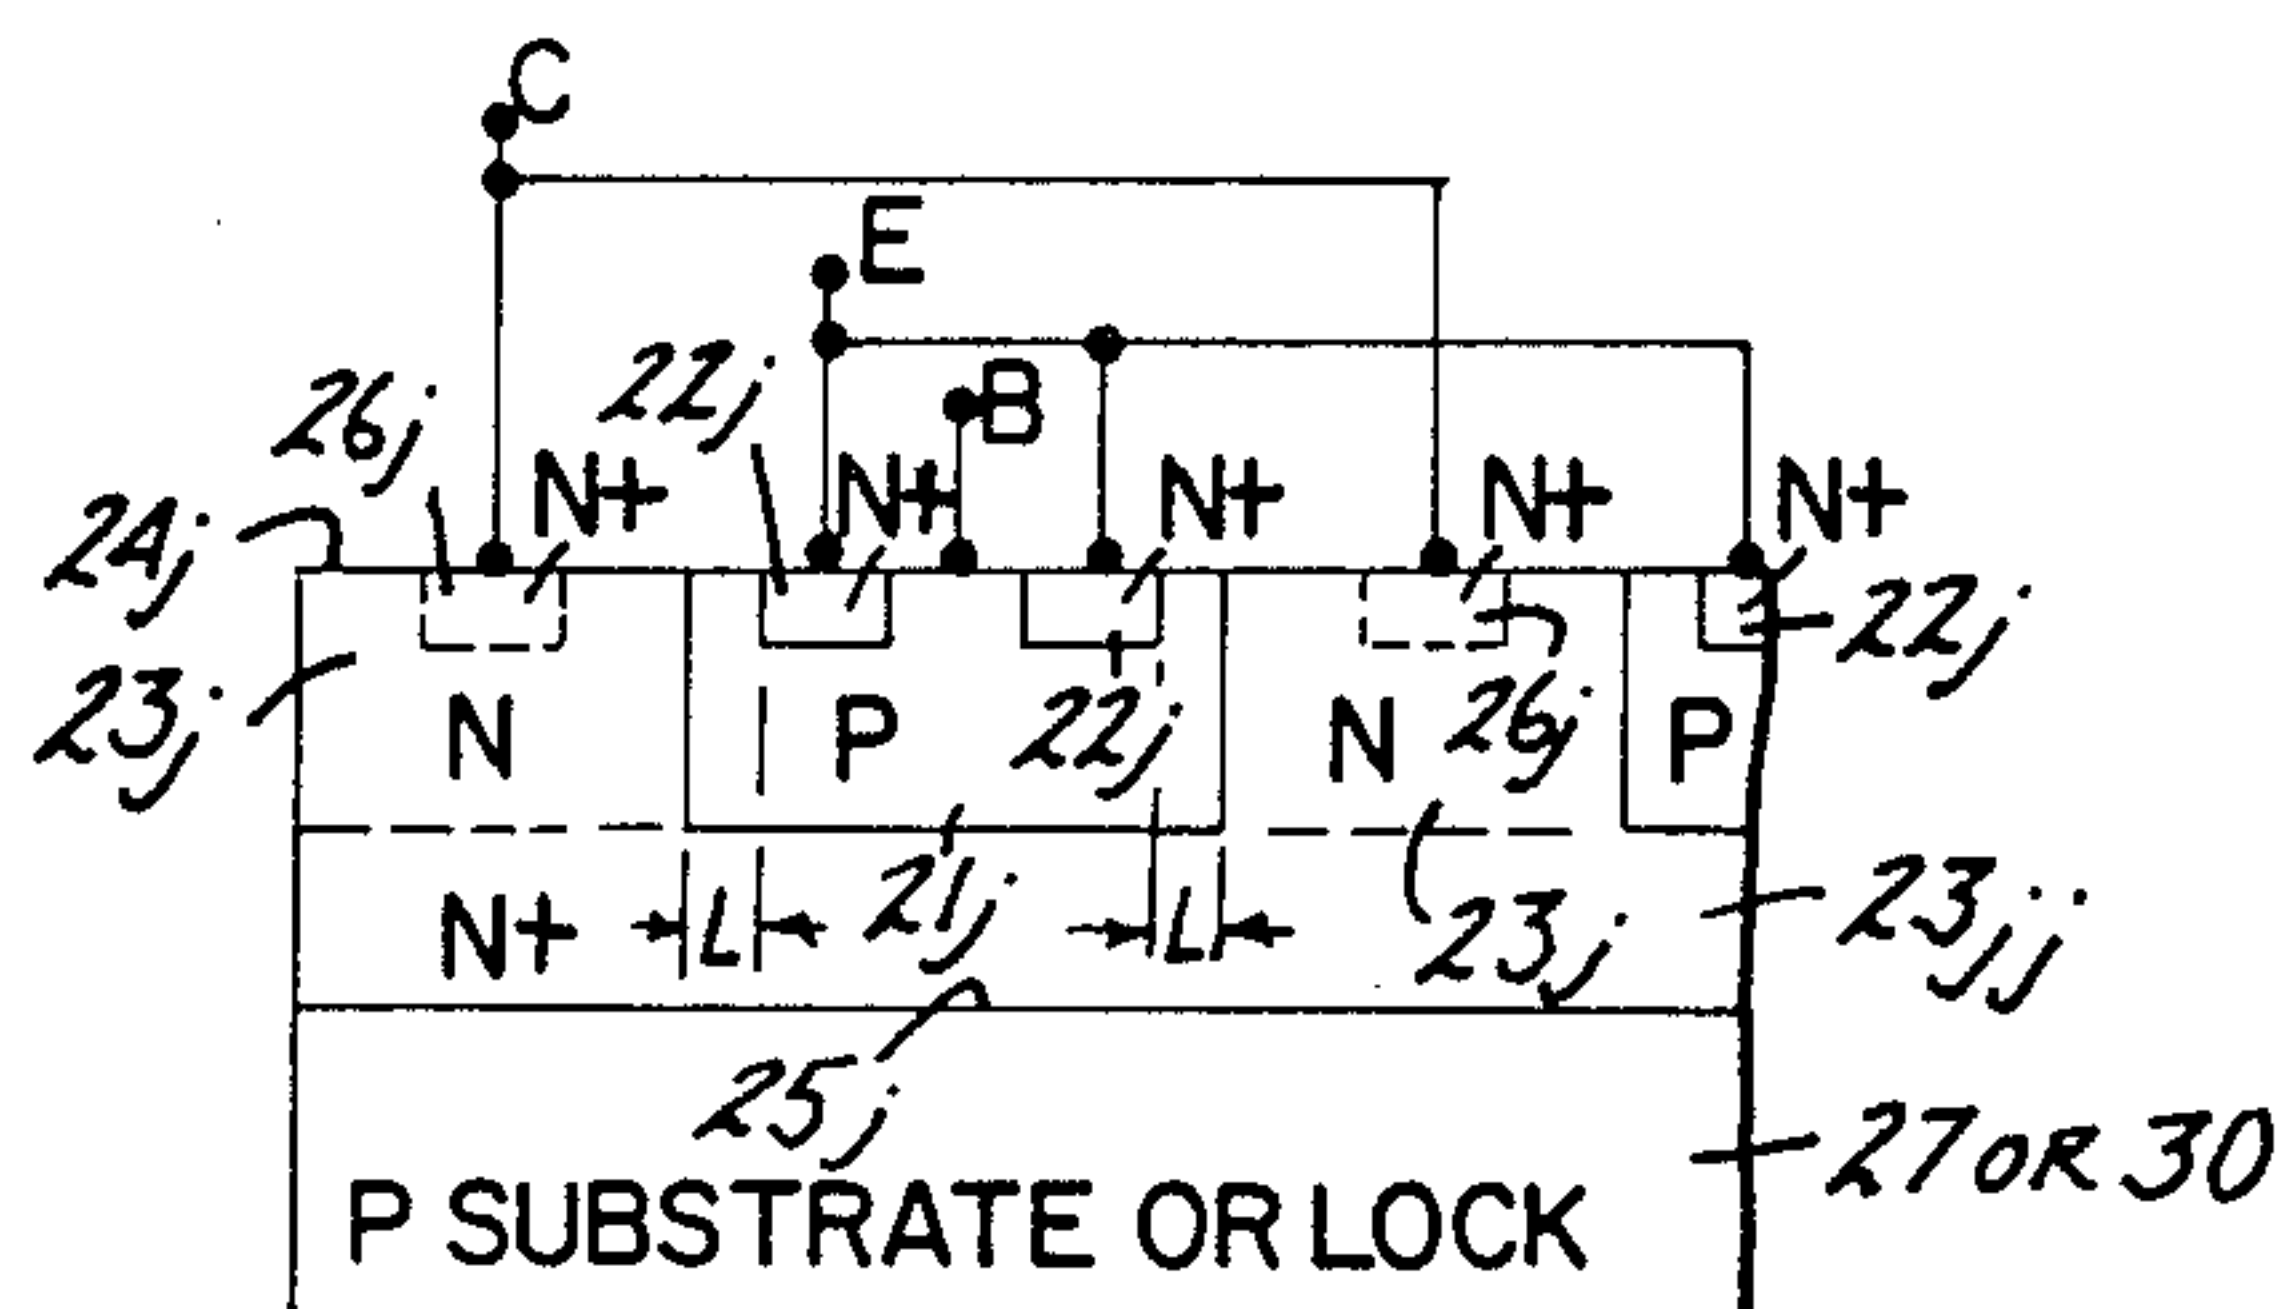 C
E
B
26j
22j
N+
N+
N+
N+
N+
24j
22j
23j
N
P
22j
N
26j
P
N+
L
21j
L
23j
23jj
25j
27 OR 30
P SUBSTRATE OR LOCK